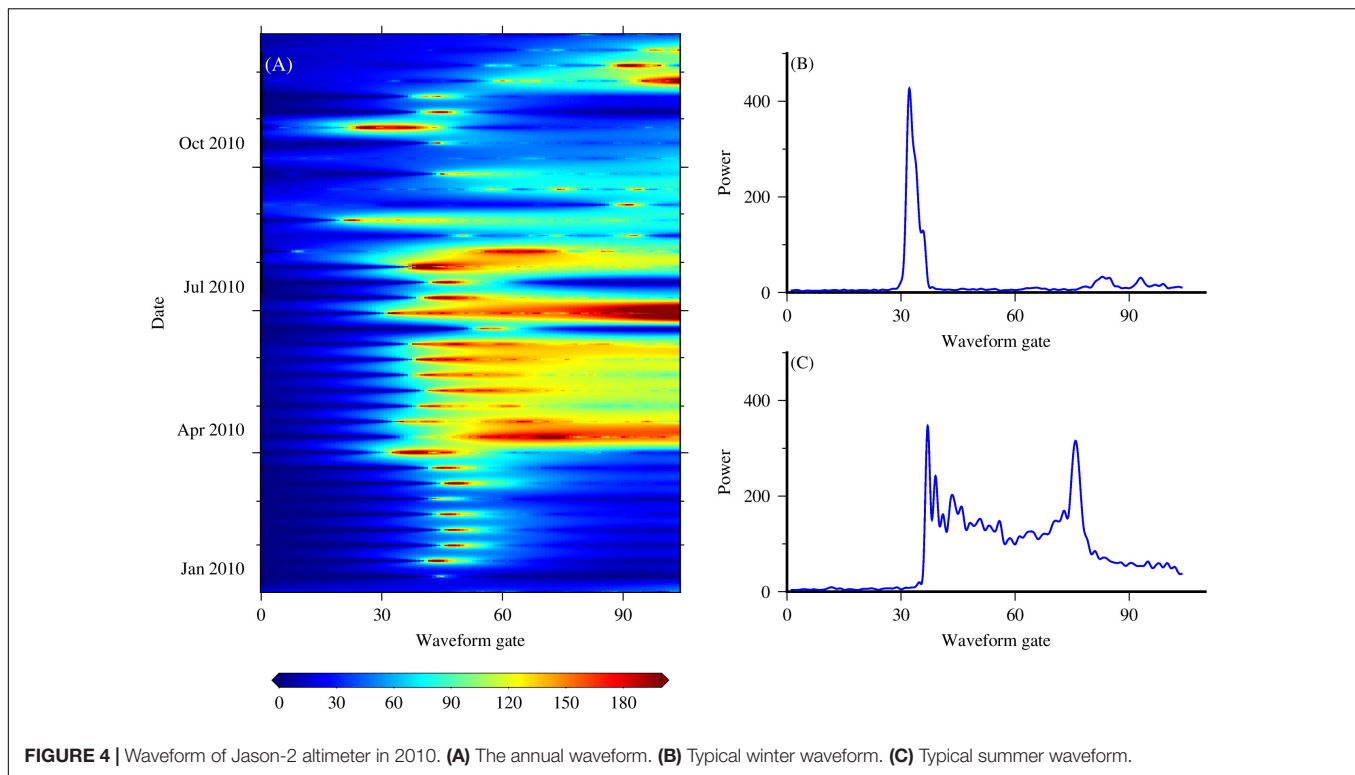 (A)
Oct 2010
Jul 2010
Apr 2010
Jan 2010
Date
0 30 60 90
Waveform gate
0 30 60 90 120 150 180
(B)
400
200
0
Power
0 30 60 90
Waveform gate
(C)
400
200
0
Power
0 30 60 90
Waveform gate
FIGURE 4 | Waveform of Jason-2 altimeter in 2010. (A) The annual waveform. (B) Typical winter waveform. (C) Typical summer waveform.